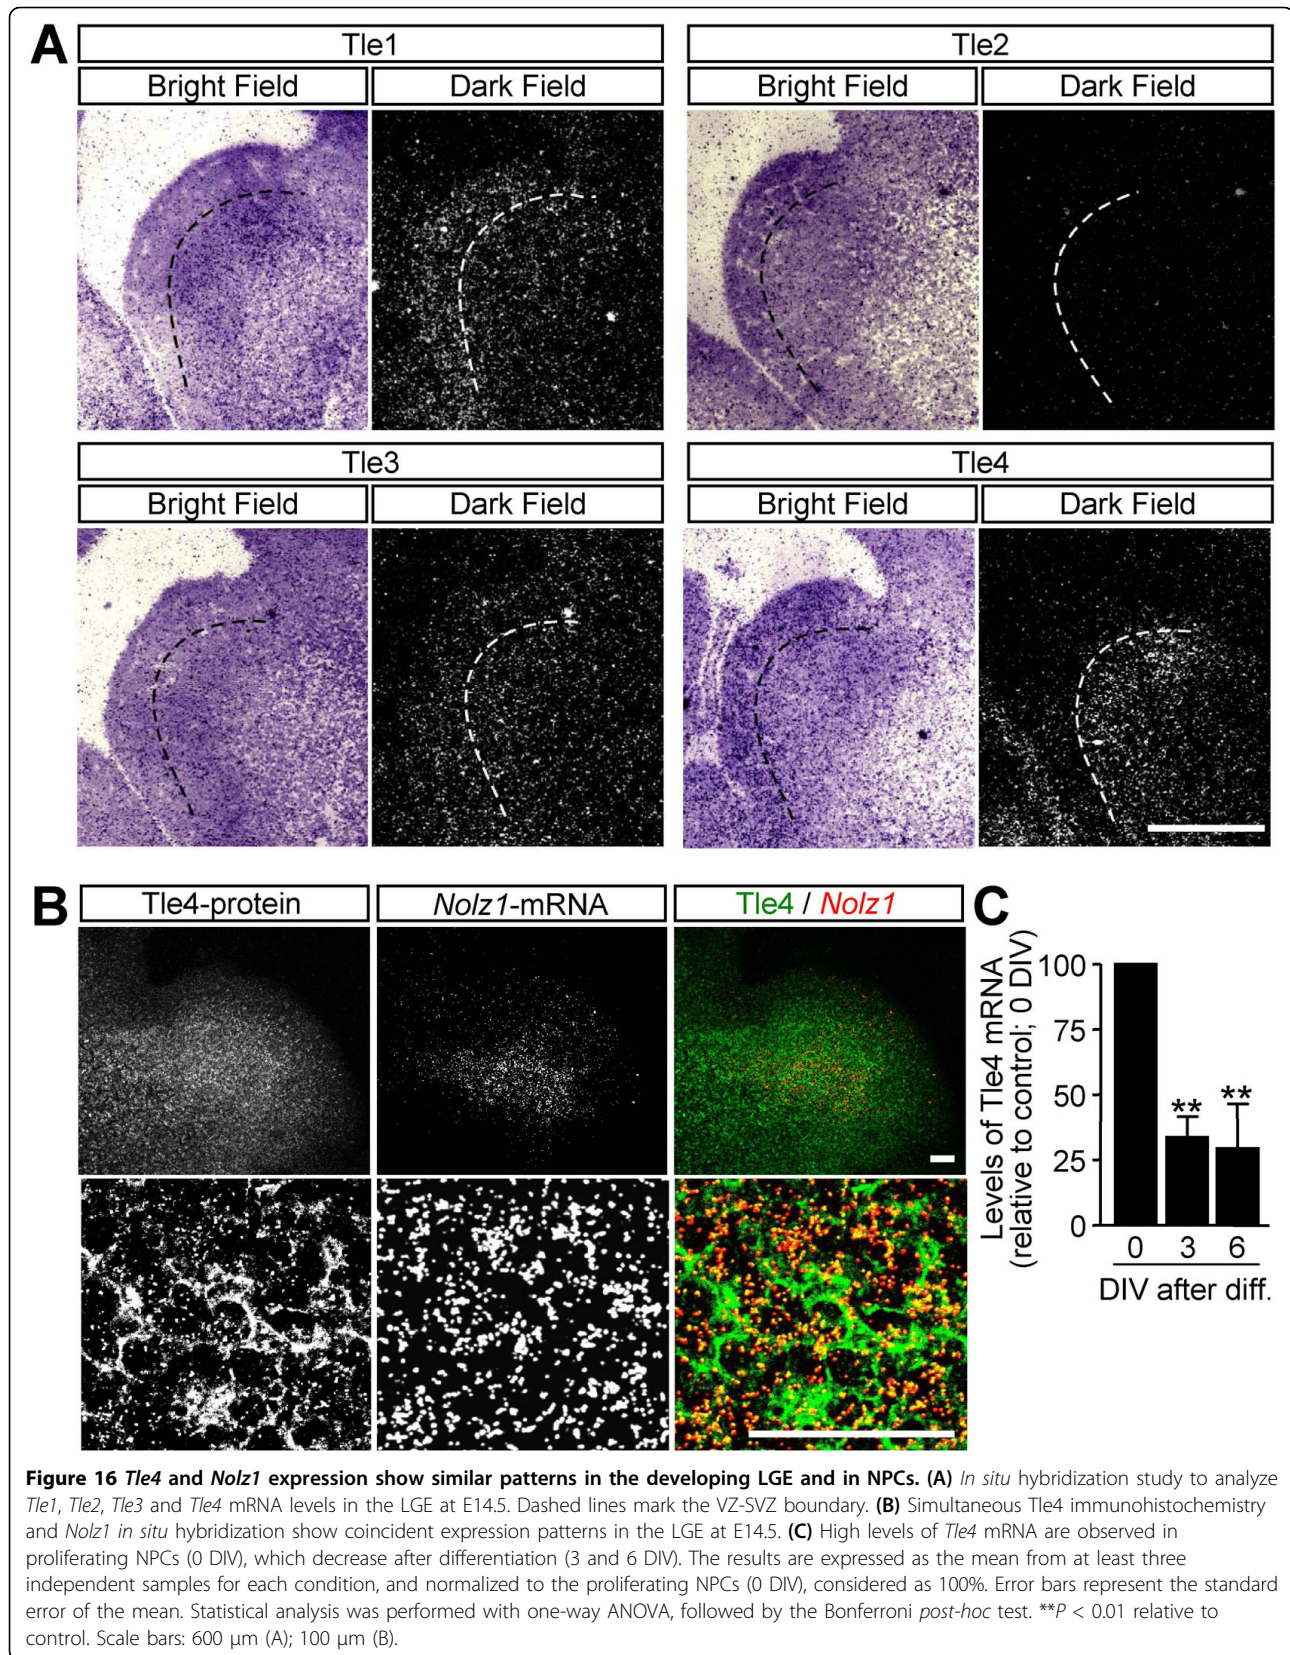 A
Tle1
Tle2
Bright Field
Dark Field
Bright Field
Dark Field
Tle3
Tle4
Bright Field
Dark Field
Bright Field
Dark Field
B
Tle4-protein
Nolz1-mRNA
Tle4 / Nolz1
C
Levels of Tle4 mRNA
(relative to control; 0 DIV)
100
75
50
25
0
**
**
0 3 6
DIV after diff.
Figure 16 Tle4 and Nolz1 expression show similar patterns in the developing LGE and in NPCs. (A) In situ hybridization study to analyze
Tle1, Tle2, Tle3 and Tle4 mRNA levels in the LGE at E14.5. Dashed lines mark the VZ-SVZ boundary. (B) Simultaneous Tle4 immunohistochemistry
and Nolz1 in situ hybridization show coincident expression patterns in the LGE at E14.5. (C) High levels of Tle4 mRNA are observed in
proliferating NPCs (0 DIV), which decrease after differentiation (3 and 6 DIV). The results are expressed as the mean from at least three
independent samples for each condition, and normalized to the proliferating NPCs (0 DIV), considered as 100%. Error bars represent the standard
error of the mean. Statistical analysis was performed with one-way ANOVA, followed by the Bonferroni post-hoc test. **P < 0.01 relative to
control. Scale bars: 600 μm (A); 100 μm (B).